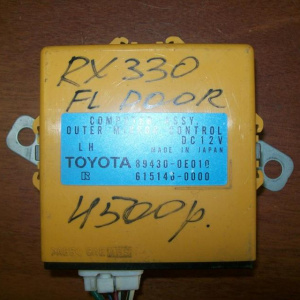 RX 330
FL DOOR
COMPUTER ASSY,
OUTER MIRROR CONTROL
LH DC12V
MADE IN JAPAN
TOYOTA 89430-0E010
615140-0000
4500р.